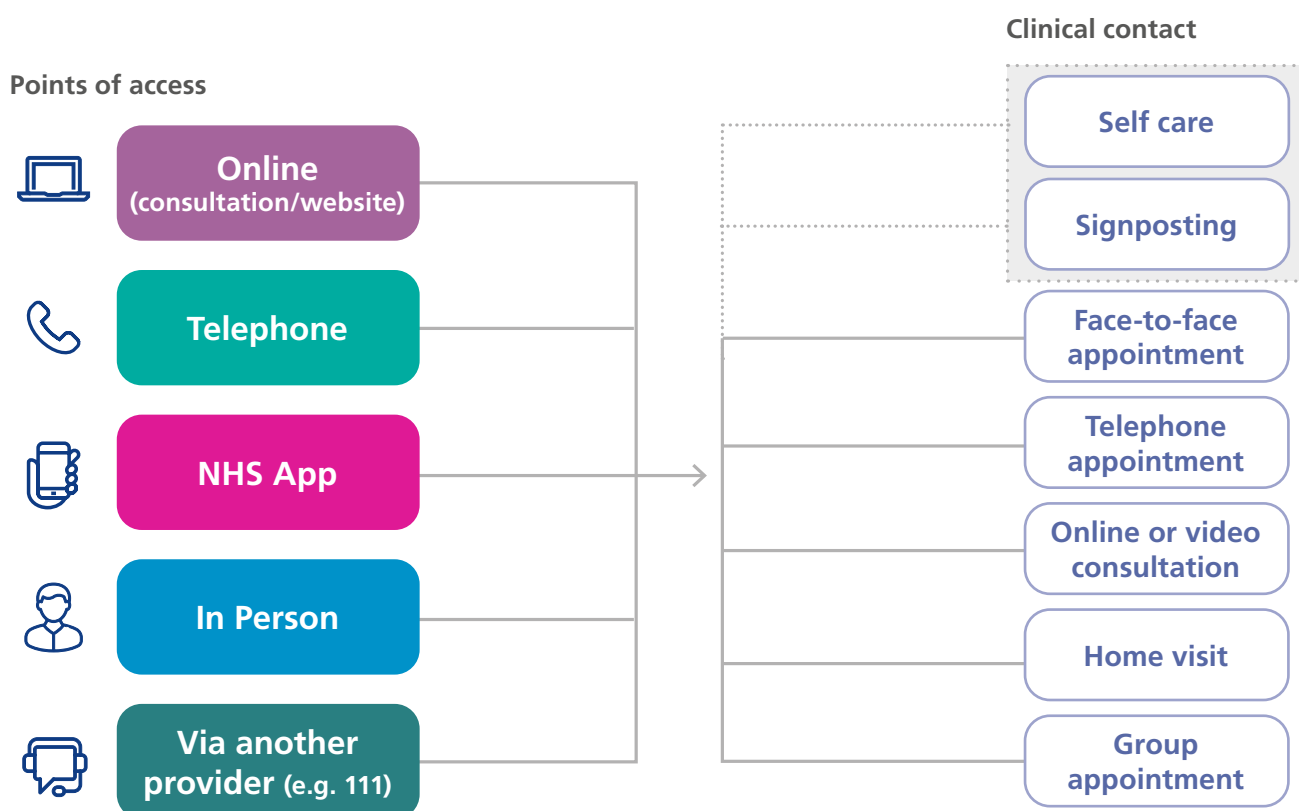 Points of access
Online
(consultation/website)
Telephone
NHS App
In Person
Via another
provider (e.g. 111)
Clinical contact
Self care
Signposting
Face-to-face
appointment
Telephone
appointment
Online or video
consultation
Home visit
Group
appointment